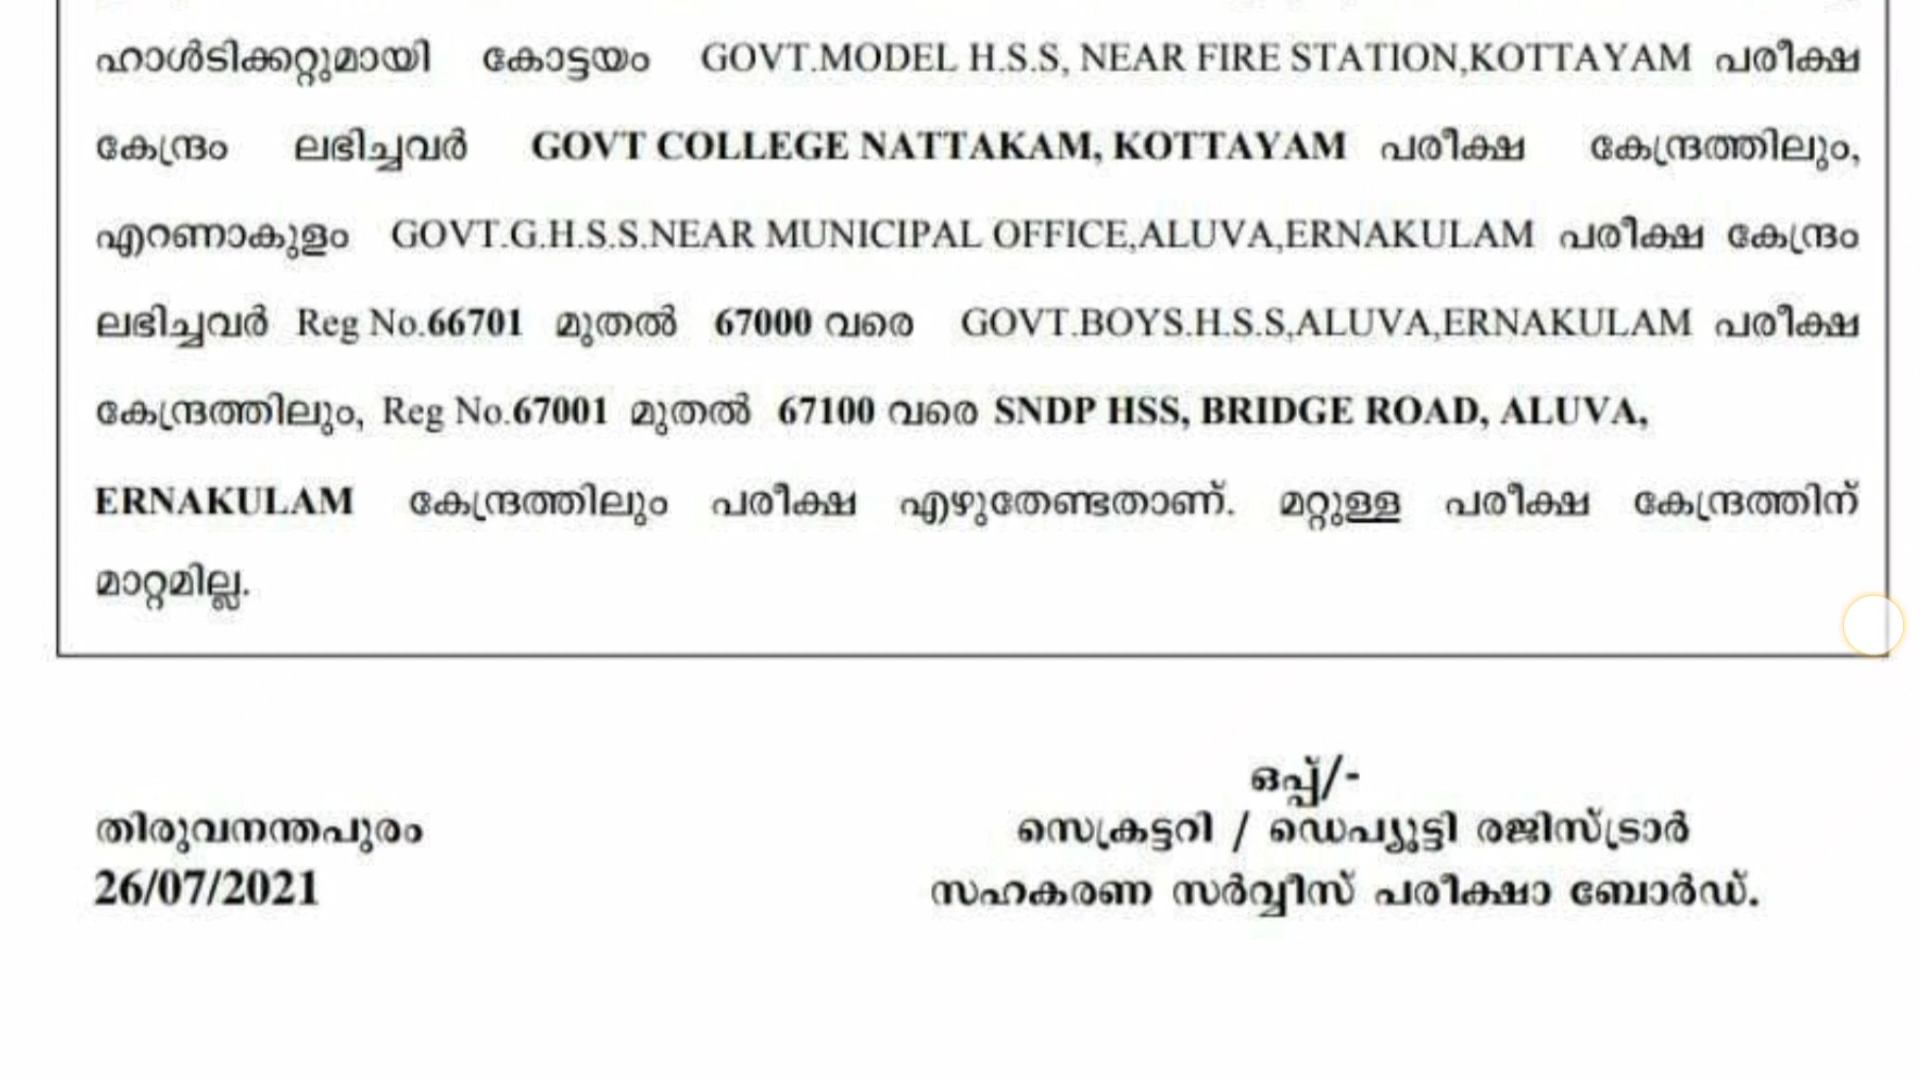 ഹാൾടിക്കറ്റുമായി കോട്ടയം GOVT.MODEL H.S.S, NEAR FIRE STATION,KOTTAYAM പരീക്ഷ
കേന്ദ്രം ലഭിച്ചവർ GOVT COLLEGE NATTAKAM, KOTTAYAM പരീക്ഷ കേന്ദ്രത്തിലും,
എറണാകുളം GOVT.G.H.S.S.NEAR MUNICIPAL OFFICE,ALUVA,ERNAKULAM പരീക്ഷ കേന്ദ്രം
ലഭിച്ചവർ Reg No.66701 മുതൽ 67000 വരെ GOVT.BOYS.H.S.S,ALUVA,ERNAKULAM പരീക്ഷ
കേന്ദ്രത്തിലും, Reg No.67001 മുതൽ 67100 വരെ SNDP HSS, BRIDGE ROAD, ALUVA,
ERNAKULAM കേന്ദ്രത്തിലും പരീക്ഷ എഴുതേണ്ടതാണ്. മറ്റുള്ള പരീക്ഷ കേന്ദ്രത്തിന്
മാറ്റമില്ല.
ഒപ്പ്/-
തിരുവനന്തപുരം സെക്രട്ടറി / ഡെപ്യൂട്ടി രജിസ്ട്രാർ
26/07/2021 സഹകരണ സർവ്വീസ് പരീക്ഷാ ബോർഡ്.